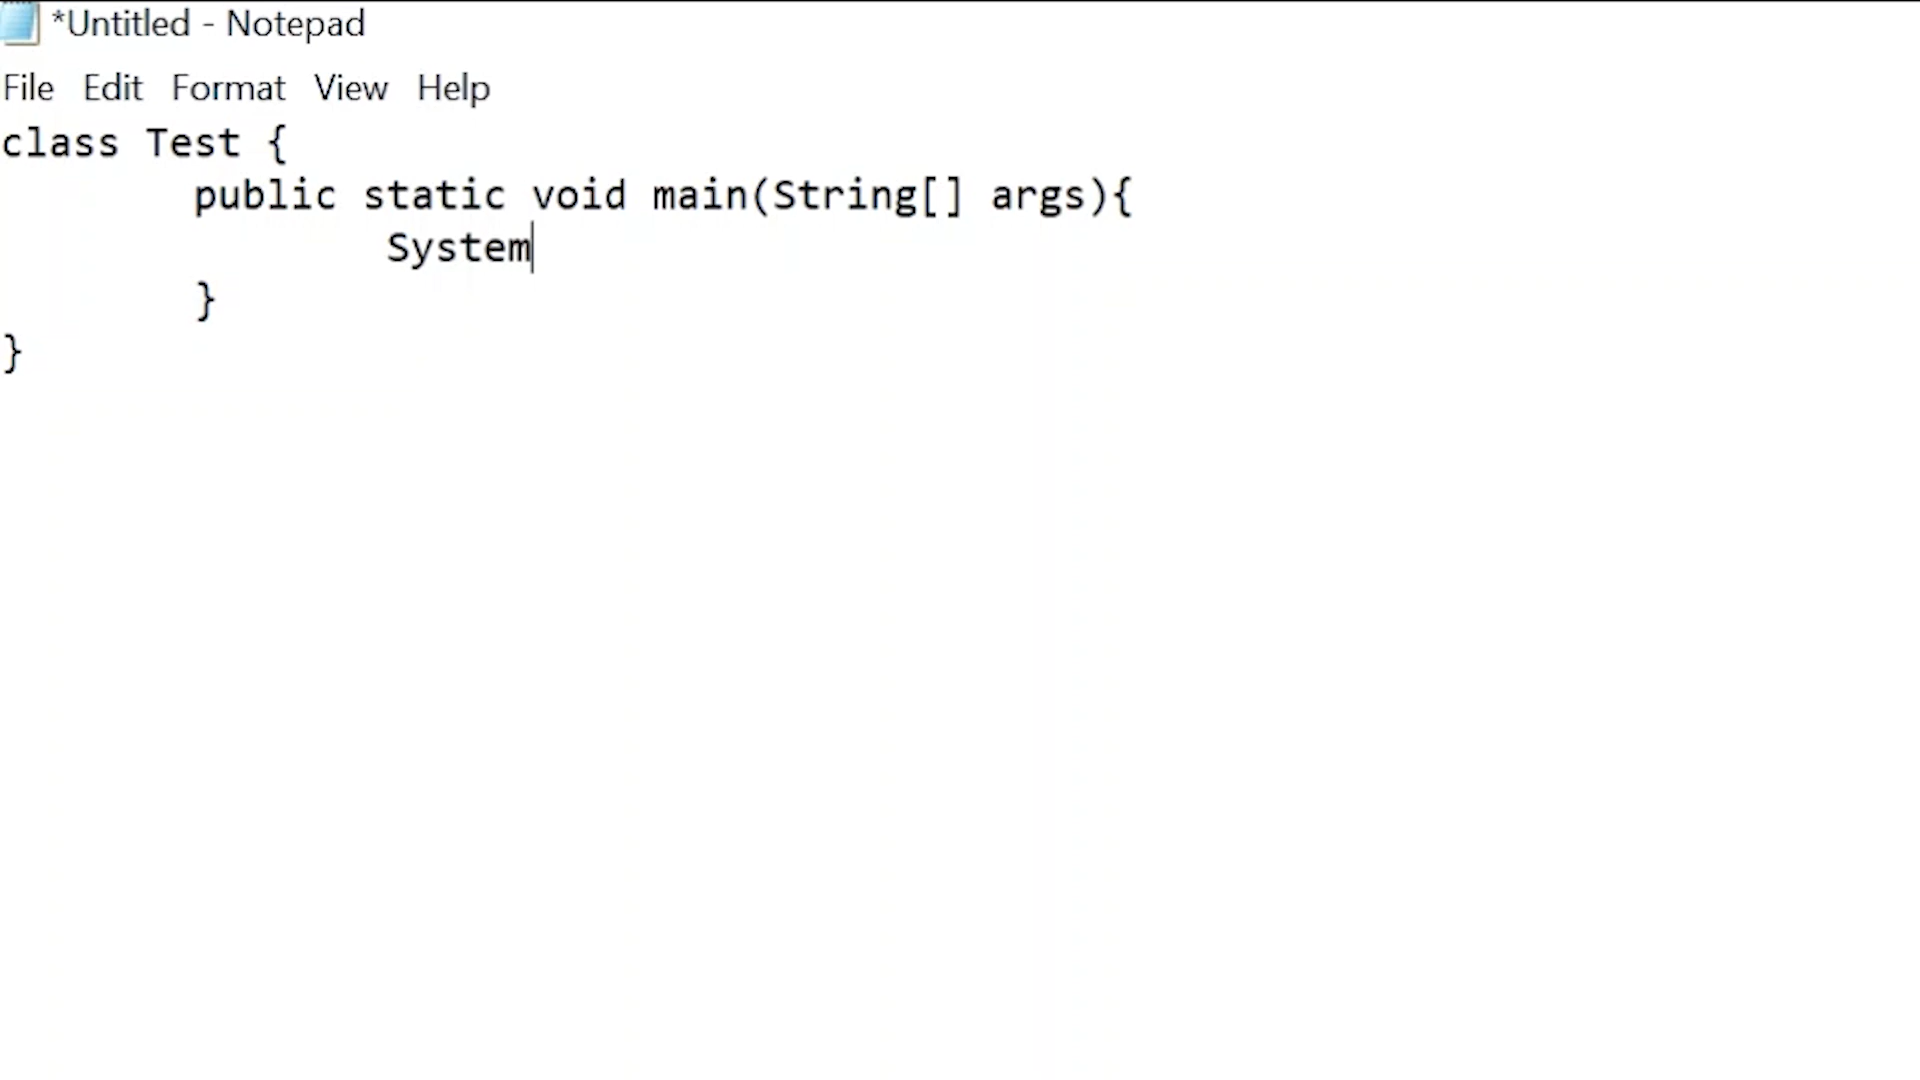 *Untitled - Notepad
File Edit Format View Help
class Test {
        public static void main(String[] args){
                System
        }
}